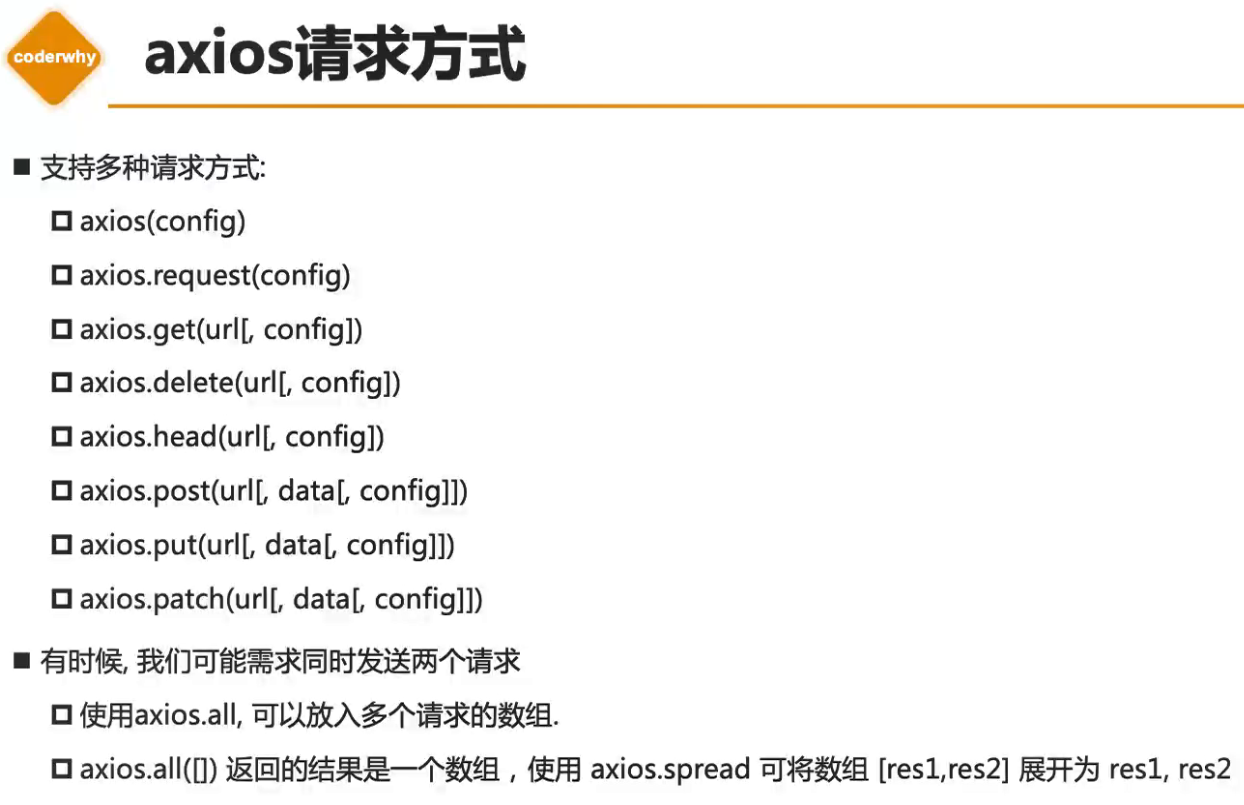 coderwhy
axios请求方式
支持多种请求方式:
axios(config)
axios.request(config)
axios.get(url[, config])
axios.delete(url[, config])
axios.head(url[, config])
axios.post(url[, data[, config]])
axios.put(url[, data[, config]])
axios.patch(url[, data[, config]])
有时候, 我们可能需求同时发送两个请求
使用axios.all, 可以放入多个请求的数组.
axios.all([]) 返回的结果是一个数组，使用 axios.spread 可将数组 [res1,res2] 展开为 res1, res2